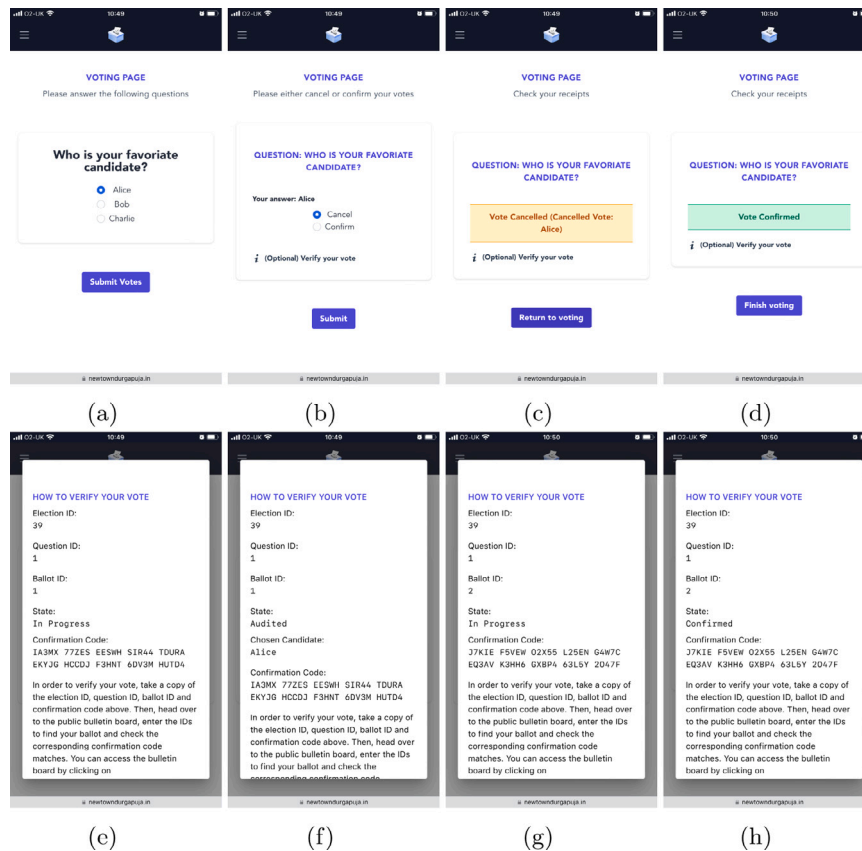 O2-UK 10:49
VOTING PAGE
Please answer the following questions
Who is your favoriate
candidate?
Alice
Bob
Charlie
Submit Votes
newtowndurgapuja.in
(a)
O2-UK 10:49
VOTING PAGE
Please either cancel or confirm your votes
QUESTION: WHO IS YOUR FAVORIATE
CANDIDATE?
Your answer: Alice
Cancel
Confirm
i (Optional) Verify your vote
Submit
newtowndurgapuja.in
(b)
O2-UK 10:49
VOTING PAGE
Check your receipts
QUESTION: WHO IS YOUR FAVORIATE
CANDIDATE?
Vote Cancelled (Cancelled Vote:
Alice)
i (Optional) Verify your vote
Return to voting
newtowndurgapuja.in
(c)
O2-UK 10:50
VOTING PAGE
Check your receipts
QUESTION: WHO IS YOUR FAVORIATE
CANDIDATE?
Vote Confirmed
i (Optional) Verify your vote
Finish voting
newtowndurgapuja.in
(d)
O2-UK 10:49
HOW TO VERIFY YOUR VOTE
Election ID:
39
Question ID:
1
Ballot ID:
1
State:
In Progress
Confirmation Code:
IA3MX 77ZES EESWH SIR44 TDURA
EKYJG HCCDJ F3HNT 6DV3M HUTD4
In order to verify your vote, take a copy of
the election ID, question ID, ballot ID and
confirmation code above. Then, head over
to the public bulletin board, enter the IDs
to find your ballot and check the
corresponding confirmation code
matches. You can access the bulletin
board by clicking on
newtowndurgapuja.in
(e)
O2-UK 10:49
HOW TO VERIFY YOUR VOTE
Election ID:
39
Question ID:
1
Ballot ID:
1
State:
Audited
Chosen Candidate:
Alice
Confirmation Code:
IA3MX 77ZES EESWH SIR44 TDURA
EKYJG HCCDJ F3HNT 6DV3M HUTD4
In order to verify your vote, take a copy of
the election ID, question ID, ballot ID and
confirmation code above. Then, head over
to the public bulletin board, enter the IDs
to find your ballot and check the
corresponding confirmation code
newtowndurgapuja.in
(f)
O2-UK 10:50
HOW TO VERIFY YOUR VOTE
Election ID:
39
Question ID:
1
Ballot ID:
2
State:
In Progress
Confirmation Code:
J7KIE F5VEW O2X55 L25EN G4W7C
EQ3AV K3HH6 GXBP4 63L5Y 2O47F
In order to verify your vote, take a copy of
the election ID, question ID, ballot ID and
confirmation code above. Then, head over
to the public bulletin board, enter the IDs
to find your ballot and check the
corresponding confirmation code
matches. You can access the bulletin
board by clicking on
newtowndurgapuja.in
(g)
O2-UK 10:50
HOW TO VERIFY YOUR VOTE
Election ID:
39
Question ID:
1
Ballot ID:
2
State:
Confirmed
Confirmation Code:
J7KIE F5VEW O2X55 L25EN G4W7C
EQ3AV K3HH6 GXBP4 63L5Y 2O47F
In order to verify your vote, take a copy of
the election ID, question ID, ballot ID and
confirmation code above. Then, head over
to the public bulletin board, enter the IDs
to find your ballot and check the
corresponding confirmation code
matches. You can access the bulletin
board by clicking on
newtowndurgapuja.in
(h)